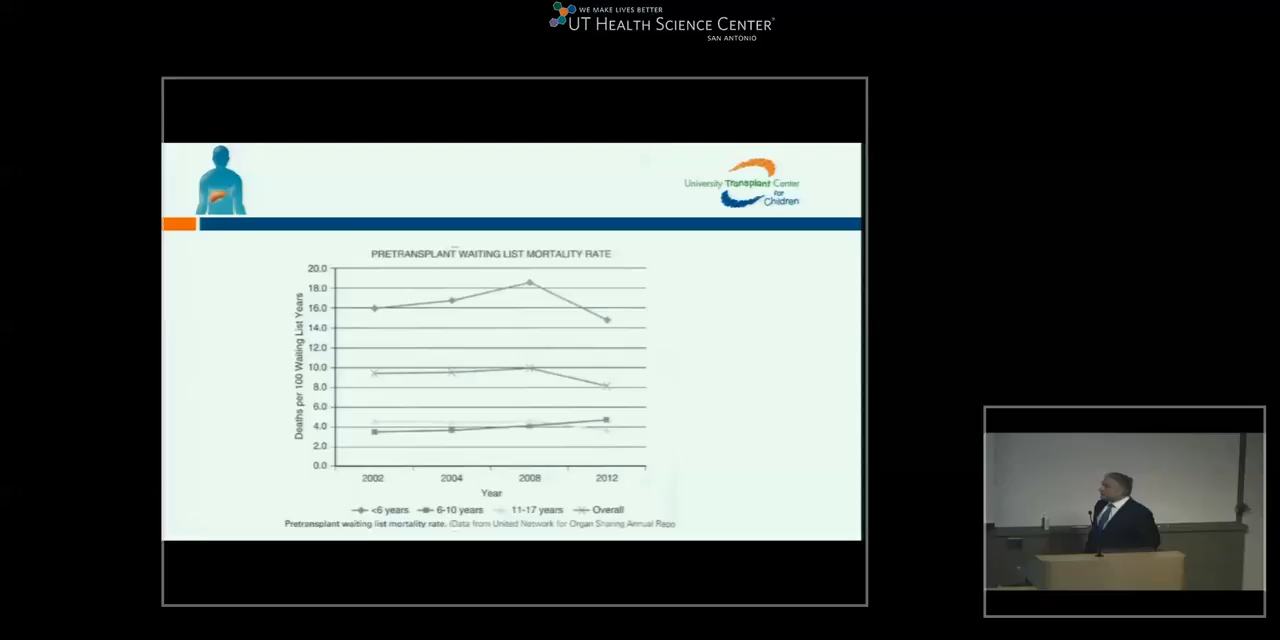 WE MAKE LIVES BETTER
UT HEALTH SCIENCE CENTER®
SAN ANTONIO
University Transplant Center
for
Children
PRETRANSPLANT WAITING LIST MORTALITY RATE
Deaths per 100 Waiting List Years
20.0
18.0
16.0
14.0
12.0
10.0
8.0
6.0
4.0
2.0
0.0
2002 2004 2008 2012
Year
<6 years 6-10 years 11-17 years Overall
Pretransplant waiting list mortality rate. (Data from United Network for Organ Sharing Annual Repo